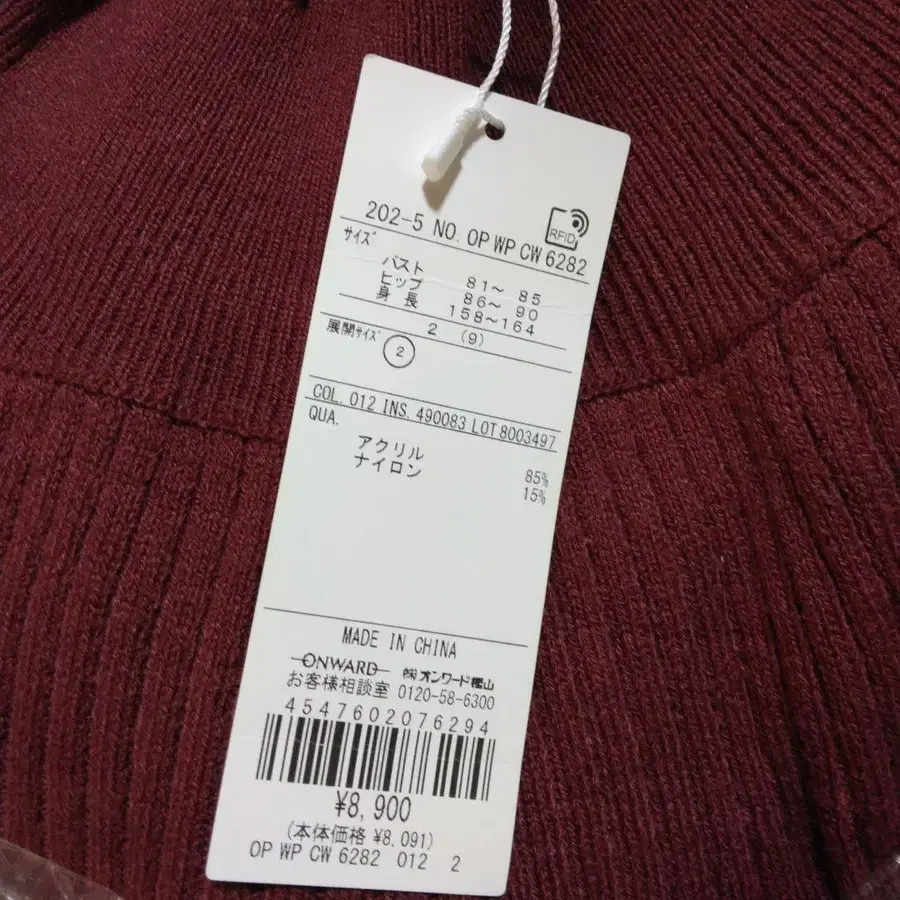 202-5 NO. OP WP CW 6282
RFID
サイズ
バスト 81～ 85
ヒップ 86～ 90
身長 158～164
2 (9)
展開サイズ
2
COL. 012 INS. 490083 LOT 8003497
QUA.
アクリル 85%
ナイロン 15%
MADE IN CHINA
ONWARD ㈱オンワード樫山
お客様相談室 0120-58-6300
4547602076294
¥8,900
(本体価格 ¥8,091)
OP WP CW 6282 012 2